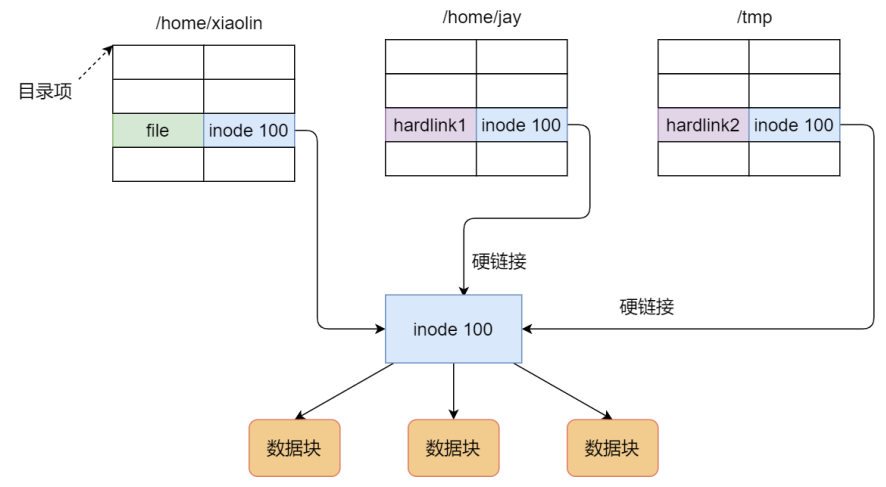 /home/xiaolin
/home/jay
/tmp
目录项
file
inode 100
hardlink1
inode 100
hardlink2
inode 100
硬链接
硬链接
inode 100
数据块
数据块
数据块